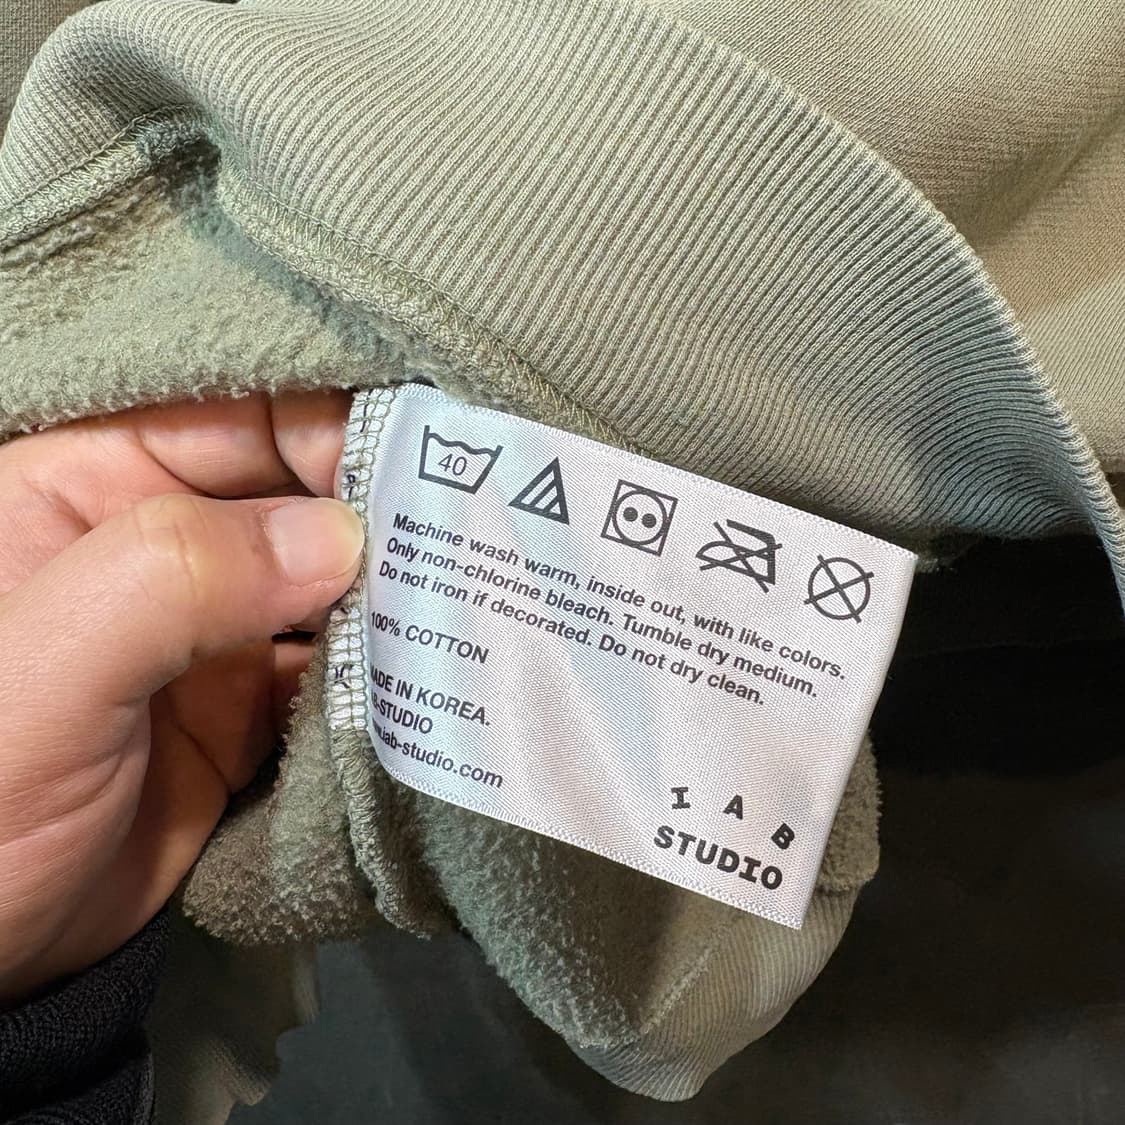 40
Machine wash warm, inside out, with like colors.
Only non-chlorine bleach. Tumble dry medium.
Do not iron if decorated. Do not dry clean.
100% COTTON
ADE IN KOREA.
B-STUDIO
.iab-studio.com
I A B
STUDIO